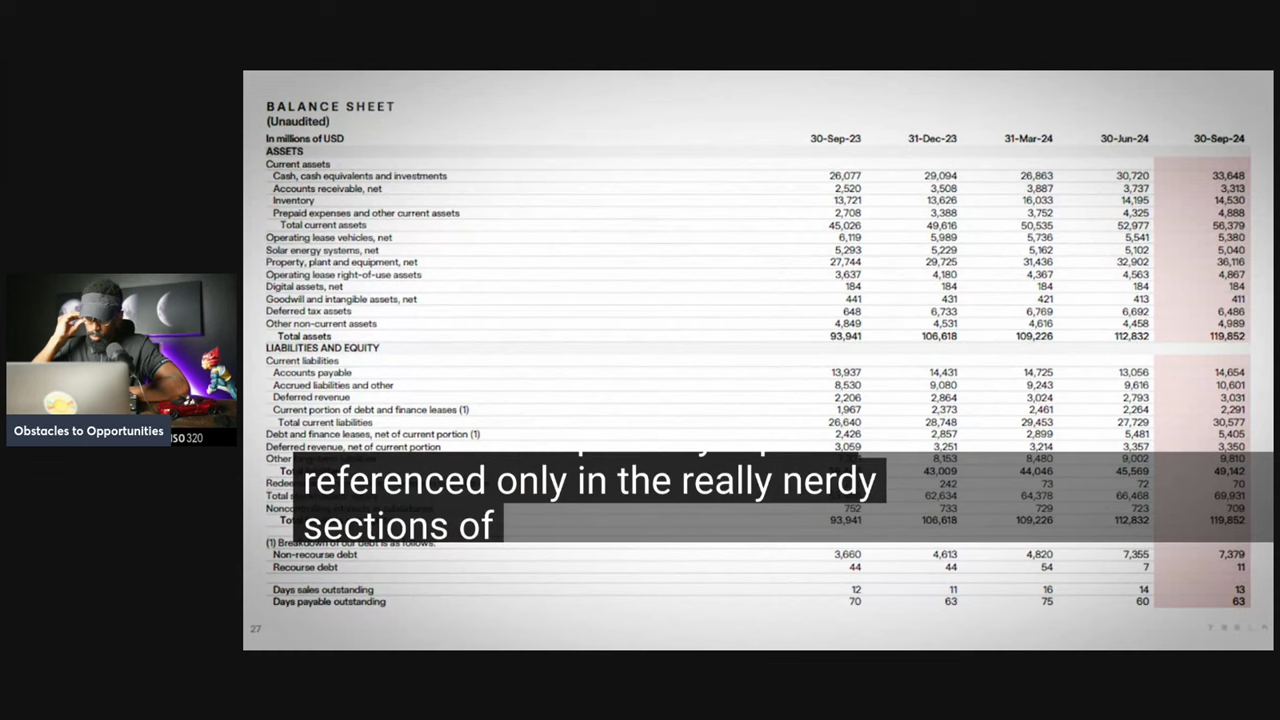 BALANCE SHEET
(Unaudited)
In millions of USD 30-Sep-23 31-Dec-23 31-Mar-24 30-Jun-24 30-Sep-24
ASSETS
Current assets
Cash, cash equivalents and investments 26,077 29,094 26,863 30,720 33,648
Accounts receivable, net 2,520 3,508 3,887 3,737 3,313
Inventory 13,721 13,626 16,033 14,195 14,530
Prepaid expenses and other current assets 2,708 3,388 3,752 4,325 4,888
Total current assets 45,026 49,616 50,535 52,977 56,379
Operating lease vehicles, net 6,119 5,989 5,736 5,541 5,380
Solar energy systems, net 5,293 5,229 5,162 5,102 5,040
Property, plant and equipment, net 27,744 29,725 31,436 32,902 36,116
Operating lease right-of-use assets 3,637 4,180 4,367 4,563 4,867
Digital assets, net 184 184 184 184 184
Goodwill and intangible assets, net 441 431 421 413 411
Deferred tax assets 648 6,733 6,769 6,692 6,486
Other non-current assets 4,849 4,531 4,616 4,458 4,989
Total assets 93,941 106,618 109,226 112,832 119,852
LIABILITIES AND EQUITY
Current liabilities
Accounts payable 13,937 14,431 14,725 13,056 14,654
Accrued liabilities and other 8,530 9,080 9,243 9,616 10,601
Deferred revenue 2,206 2,864 3,024 2,793 3,031
Current portion of debt and finance leases (1) 1,967 2,373 2,461 2,264 2,291
Total current liabilities 26,640 28,748 29,453 27,729 30,577
Debt and finance leases, net of current portion (1) 2,426 2,857 2,899 5,481 5,405
Deferred revenue, net of current portion 3,059 3,251 3,214 3,357 3,350
Other 8,153 8,480 9,002 9,810
43,009 44,046 45,569 49,142
242 73 72 70
Total 62,634 64,378 66,468 69,931
752 733 729 723 709
93,941 106,618 109,226 112,832 119,852
(1) Breakdown of our debt is as follows:
Non-recourse debt 3,660 4,613 4,820 7,355 7,379
Recourse debt 44 44 54 7 11
Days sales outstanding 12 11 16 14 13
Days payable outstanding 70 63 75 60 63
27
TESLA
referenced only in the really nerdy
sections of
Obstacles to Opportunities
ISO 320